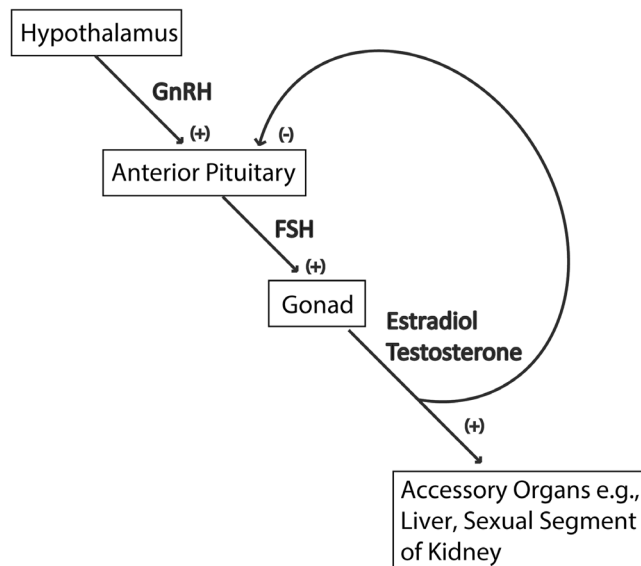 Hypothalamus
GnRH
(+)
(-)
Anterior Pituitary
FSH
(+)
Gonad
Estradiol
Testosterone
(+)
Accessory Organs e.g.,
Liver, Sexual Segment
of Kidney